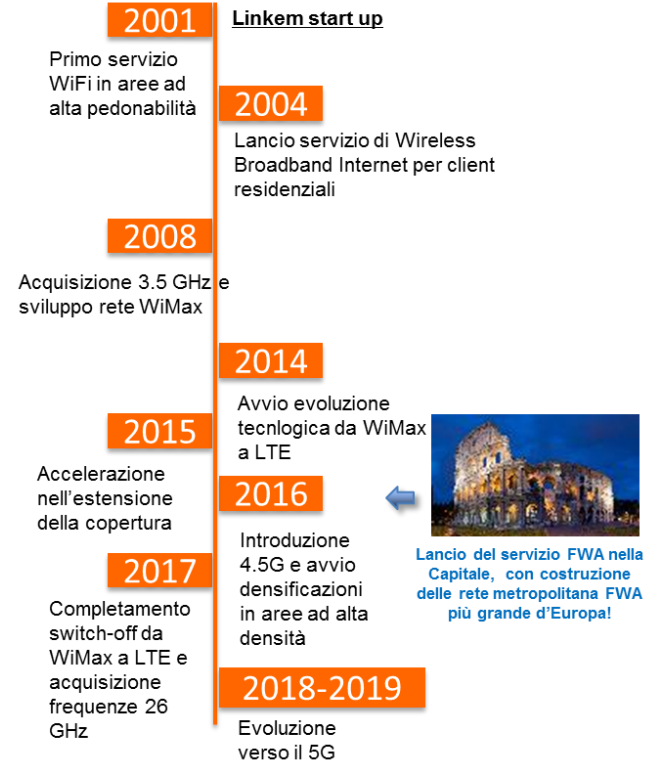 2001
Linkem start up
Primo servizio
WiFi in aree ad
alta pedonabilità
2004
Lancio servizio di Wireless
Broadband Internet per client
residenziali
2008
Acquisizione 3.5 GHz e
sviluppo rete WiMax
2014
Avvio evoluzione
tecnlogica da WiMax
a LTE
2015
Accelerazione
nell'estensione
della copertura
2016
Introduzione
4.5G e avvio
densificazioni
in aree ad alta
densità
Lancio del servizio FWA nella
Capitale, con costruzione
delle rete metropolitana FWA
più grande d'Europa!
2017
Completamento
switch-off da
WiMax a LTE e
acquisizione
frequenze 26
GHz
2018-2019
Evoluzione
verso il 5G